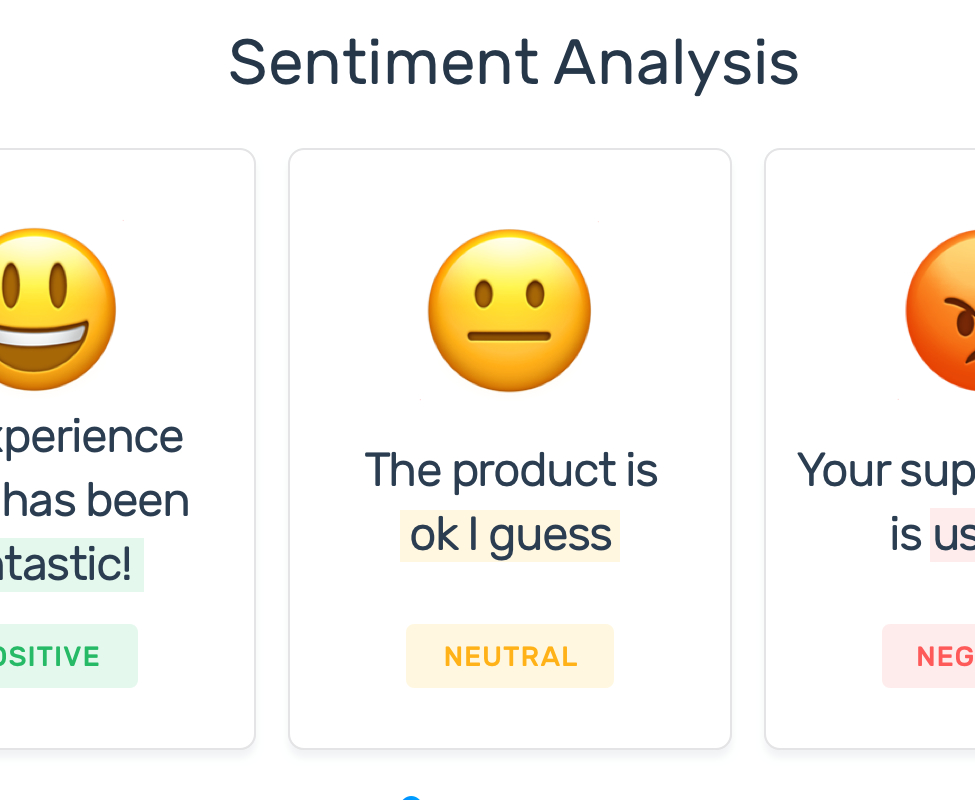 Sentiment Analysis
xperience
has been
ntastic!
OSITIVE
The product is
ok I guess
NEUTRAL
Your sup
is us
NEG